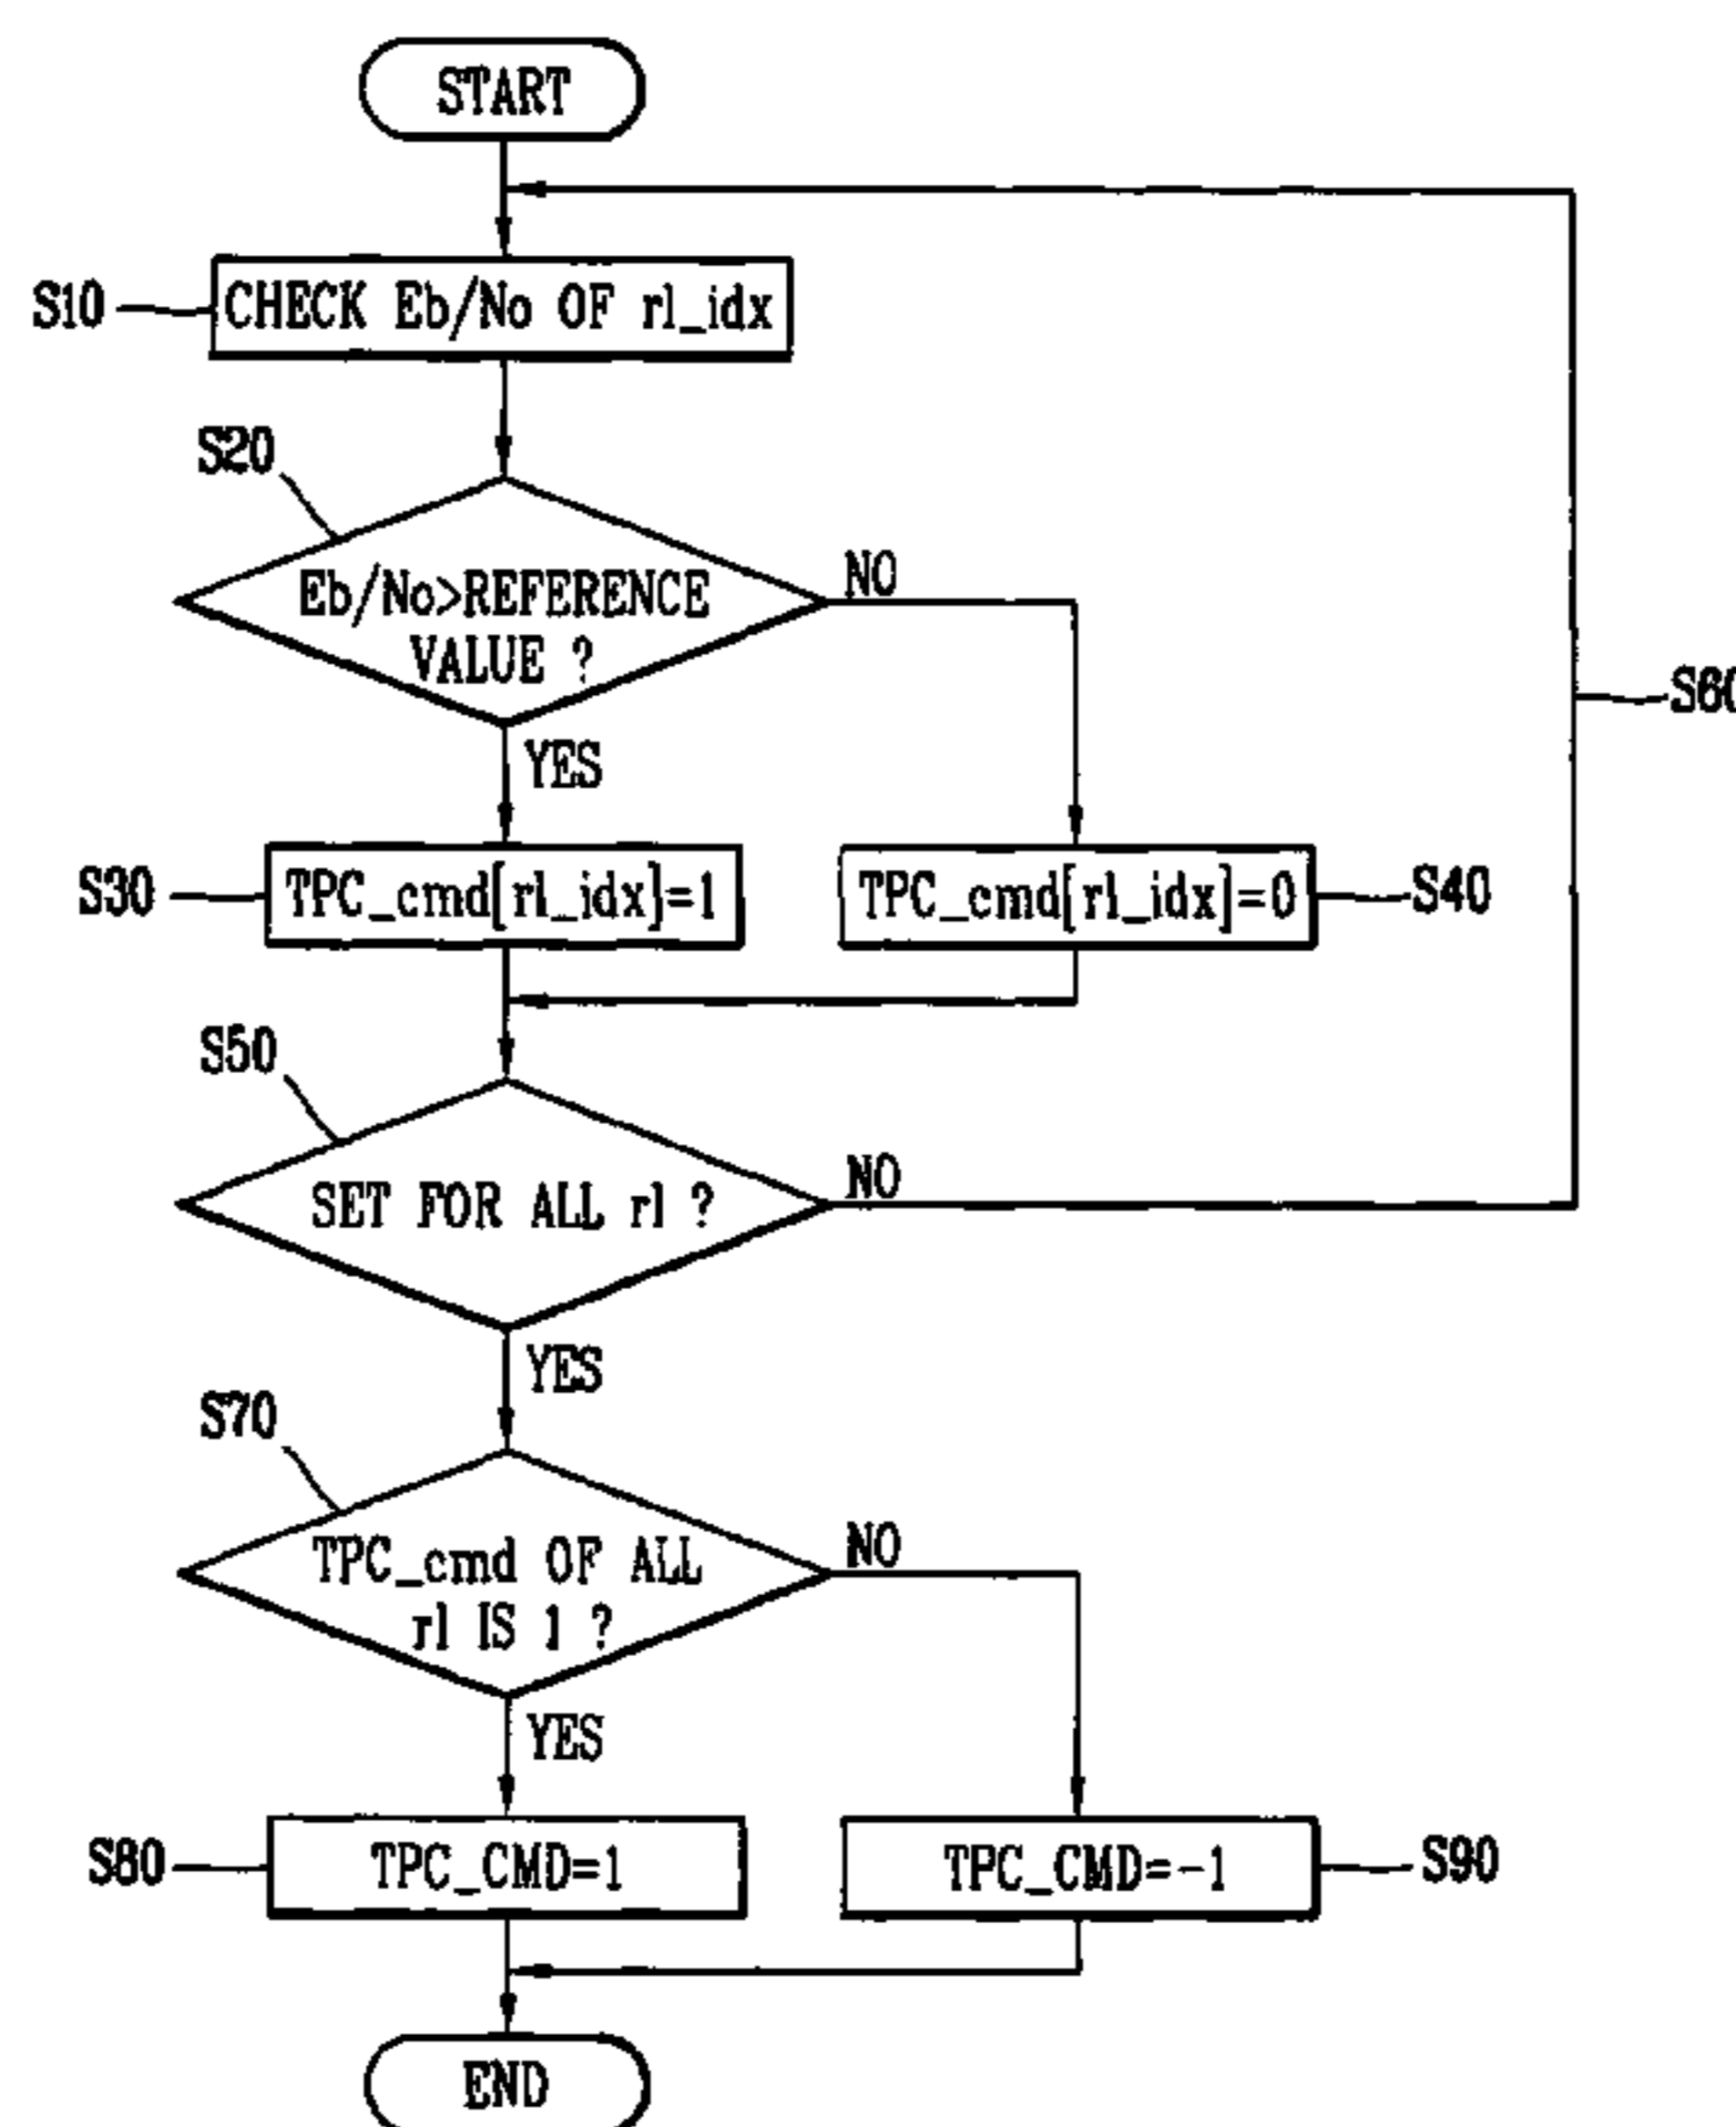 START
S10
CHECK Eb/No OF rl_idx
S20
Eb/No>REFERENCE
VALUE ?
NO
S60
YES
S30
TPC_cmd[rl_idx]=1
TPC_cmd[rl_idx]=0
S40
S50
SET FOR ALL rl ?
NO
YES
S70
TPC_cmd OF ALL
rl IS 1 ?
NO
YES
S80
TPC_CMD=1
TPC_CMD=-1
S90
END